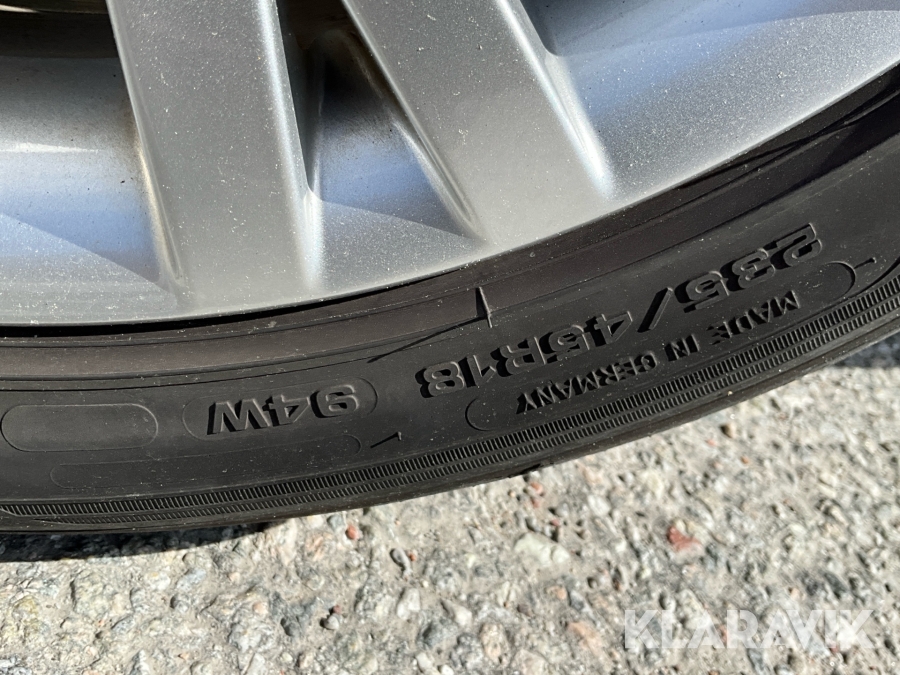 235/45R18 94W
MADE IN GERMANY
KLARAVIK